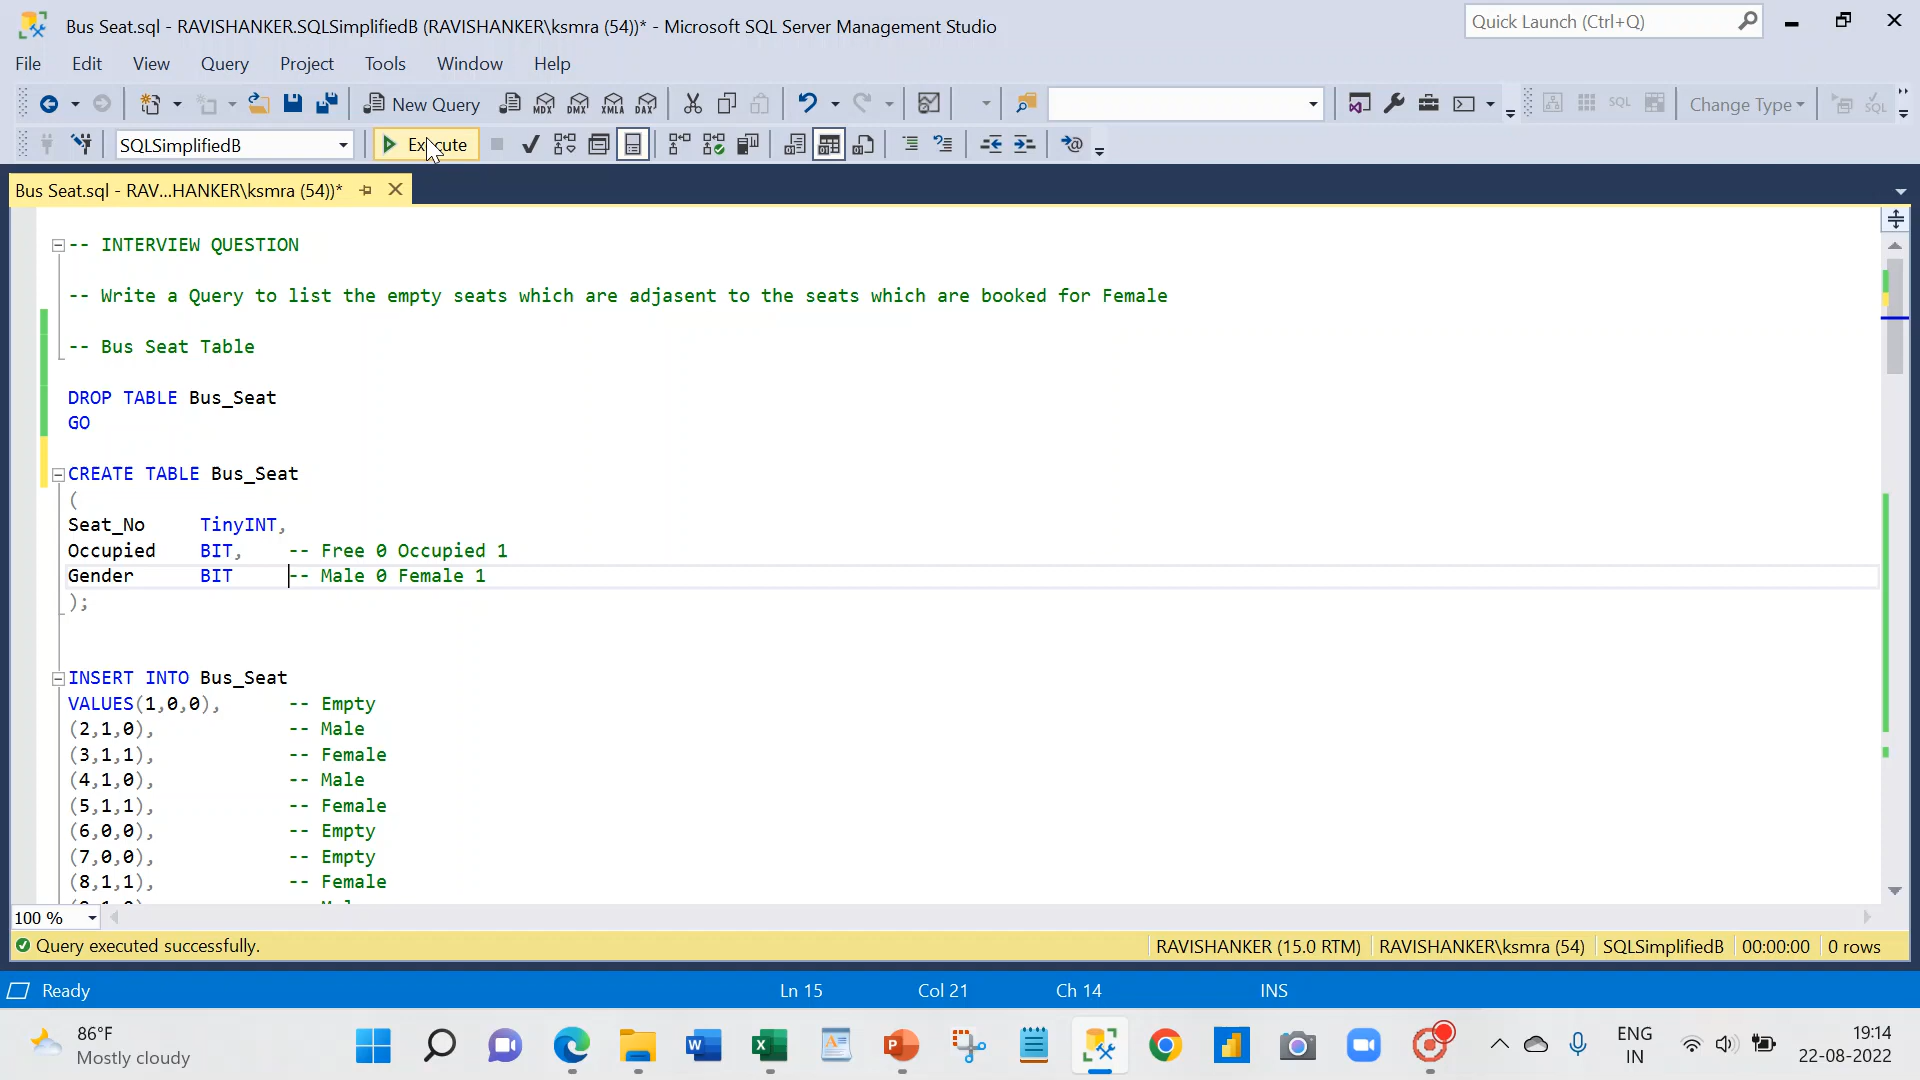 Bus Seat.sql - RAVISHANKER.SQLSimplifiedB (RAVISHANKER\ksmra (54))* - Microsoft SQL Server Management Studio
Quick Launch (Ctrl+Q)
File Edit View Query Project Tools Window Help
New Query MDX DMX XMLA DAX SQL Change Type SQL
SQLSimplifiedB Execute
Bus Seat.sql - RAV...HANKER\ksmra (54))*
-- INTERVIEW QUESTION
-- Write a Query to list the empty seats which are adjasent to the seats which are booked for Female
-- Bus Seat Table
DROP TABLE Bus_Seat
GO
CREATE TABLE Bus_Seat
(
Seat_No TinyINT,
Occupied BIT, -- Free 0 Occupied 1
Gender BIT -- Male 0 Female 1
);
INSERT INTO Bus_Seat
VALUES(1,0,0), -- Empty
(2,1,0), -- Male
(3,1,1), -- Female
(4,1,0), -- Male
(5,1,1), -- Female
(6,0,0), -- Empty
(7,0,0), -- Empty
(8,1,1), -- Female
100 %
Query executed successfully. RAVISHANKER (15.0 RTM) RAVISHANKER\ksmra (54) SQLSimplifiedB 00:00:00 0 rows
Ready Ln 15 Col 21 Ch 14 INS
86°F
Mostly cloudy
ENG
IN
19:14
22-08-2022